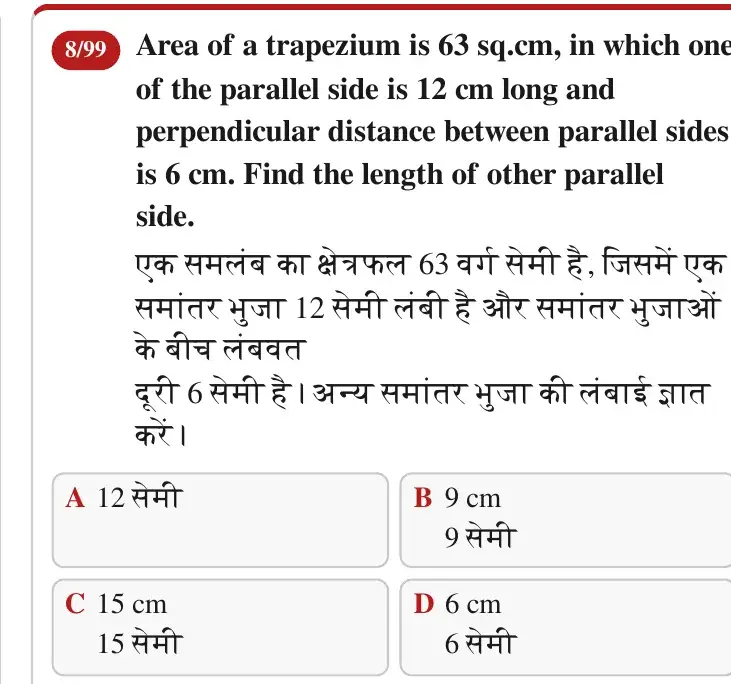 8/99 Area of a trapezium is 63 sq.cm, in which one
of the parallel side is 12 cm long and
perpendicular distance between parallel sides
is 6 cm. Find the length of other parallel
side.
एक समलंब का क्षेत्रफल 63 वर्ग सेमी है, जिसमें एक
समांतर भुजा 12 सेमी लंबी है और समांतर भुजाओं
के बीच लंबवत
दूरी 6 सेमी है। अन्य समांतर भुजा की लंबाई ज्ञात
करें।
A 12 सेमी
B 9 cm
9 सेमी
C 15 cm
15 सेमी
D 6 cm
6 सेमी